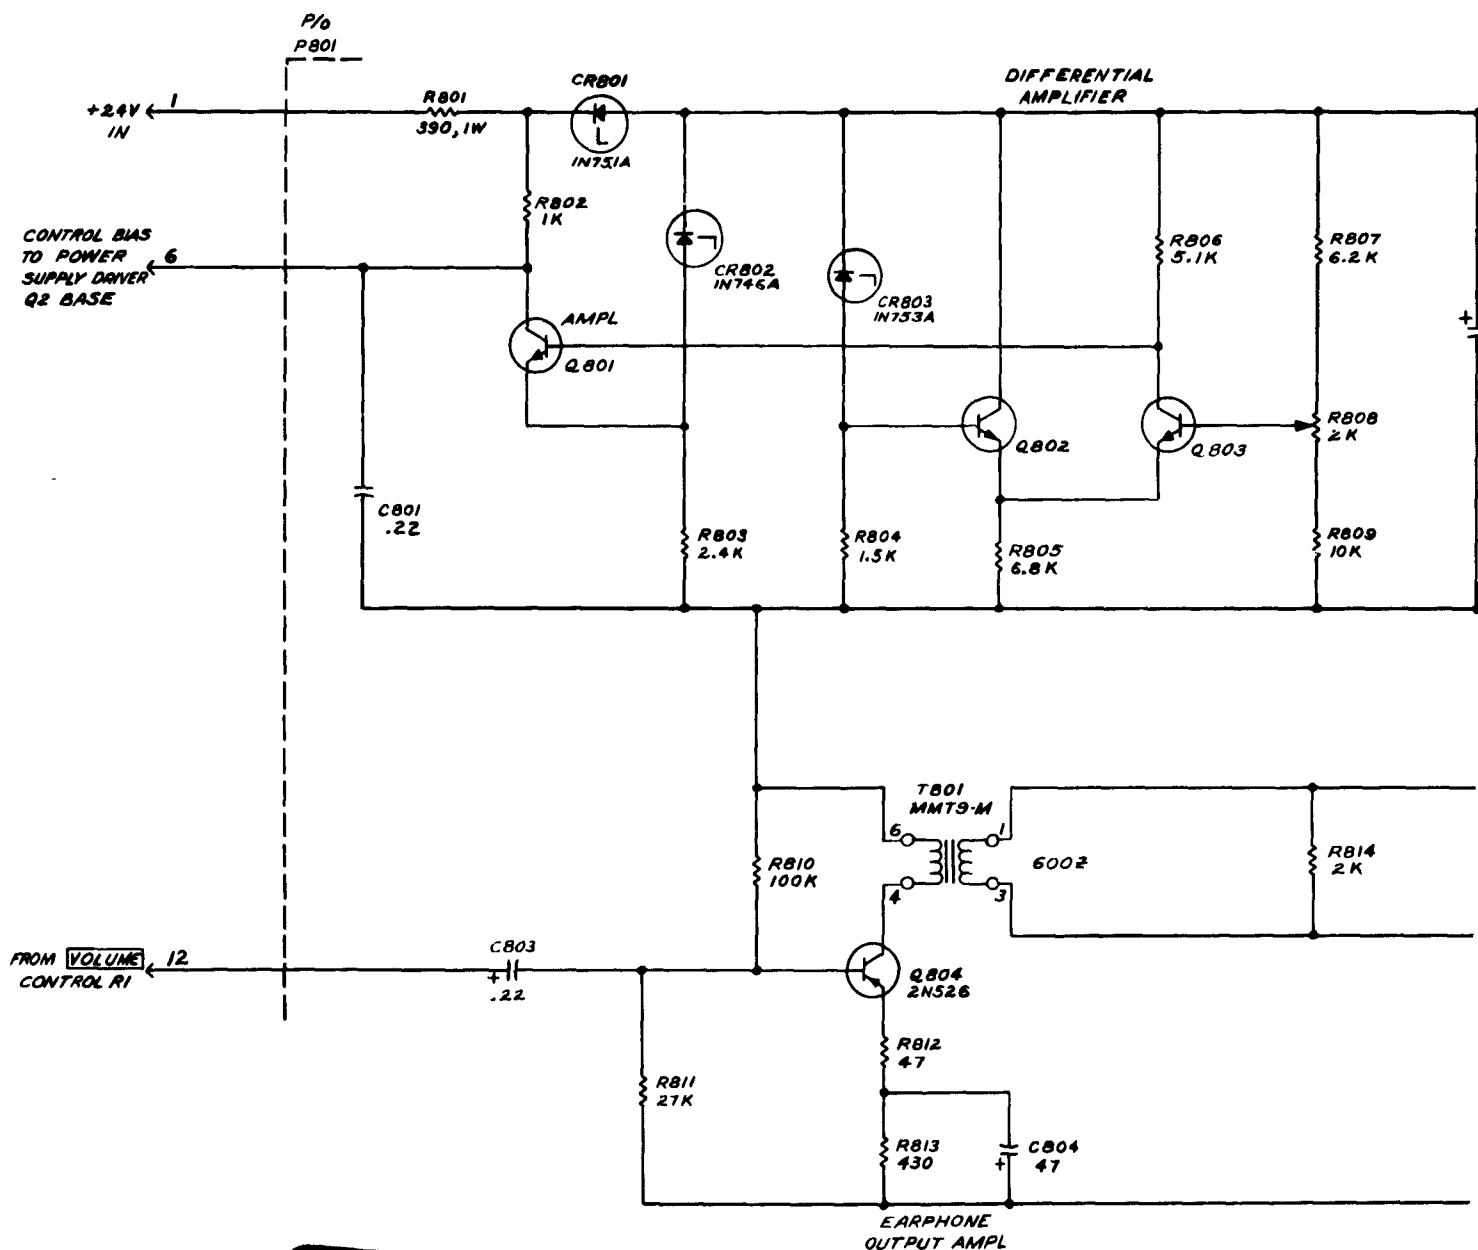 P/O
P801
+24V
IN
1
R801
390, 1W
CR801
1N751A
DIFFERENTIAL
AMPLIFIER
R802
1K
CONTROL BIAS
TO POWER
SUPPLY DRIVER
Q2 BASE
6
CR802
1N746A
CR803
1N753A
R806
5.1K
R807
6.2K
+
AMPL
Q801
Q802
Q803
R808
2K
C801
.22
R803
2.4K
R804
1.5K
R805
6.8K
R809
10K
T801
MMT9-M
6
1
4
3
600Z
R810
100K
R814
2K
FROM VOLUME
CONTROL R1
12
C803
+
.22
Q804
2N526
R812
47
R811
27K
R813
430
C804
+ 47
EARPHONE
OUTPUT AMPL